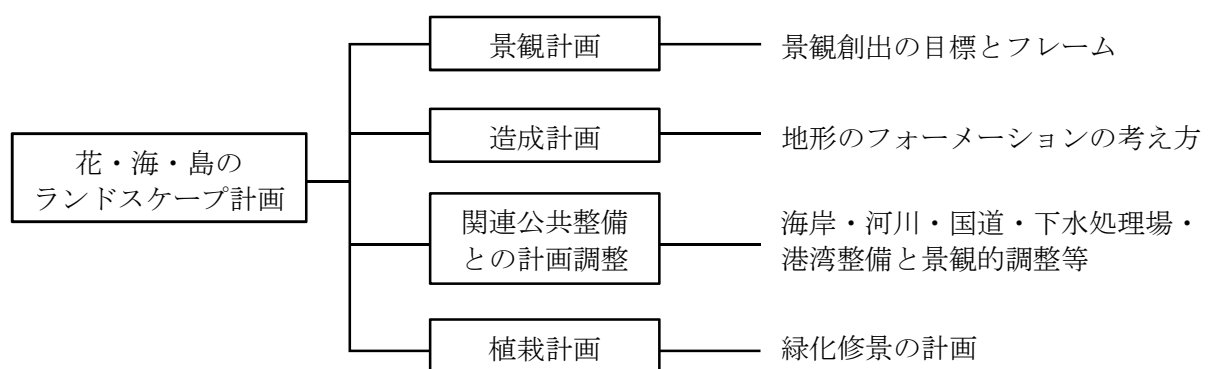 景観計画
景観創出の目標とフレーム
造成計画
地形のフォーメーションの考え方
花・海・島の
ランドスケープ計画
関連公共整備
との計画調整
海岸・河川・国道・下水処理場・
港湾整備と景観的調整等
植栽計画
緑化修景の計画